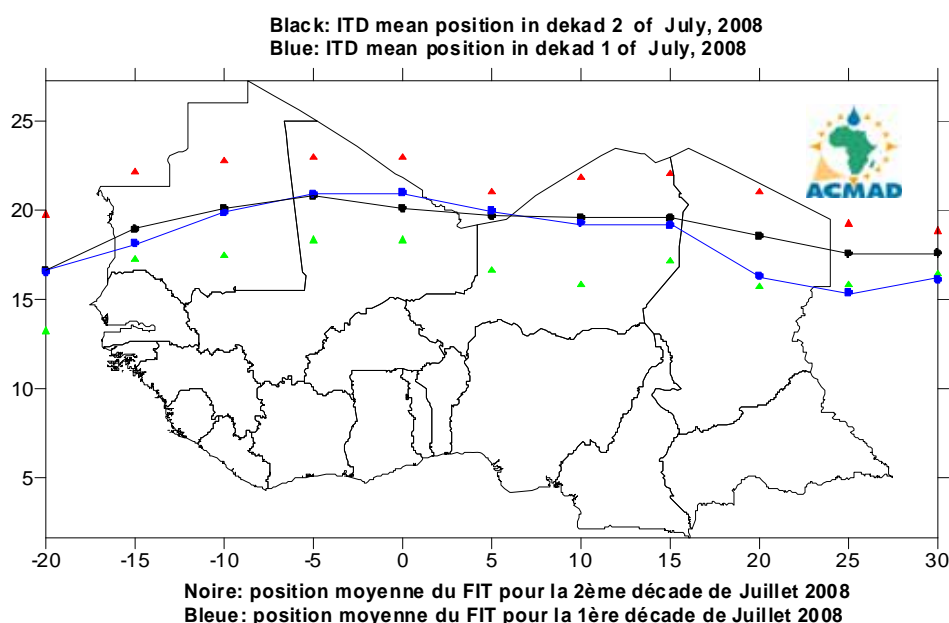 Black: ITD mean position in dekad 2 of July, 2008
Blue: ITD mean position in dekad 1 of July, 2008
25
20
15
10
5
ACMAD
-20 -15 -10 -5 0 5 10 15 20 25 30
Noire: position moyenne du FIT pour la 2ème décade de Juillet 2008
Bleue: position moyenne du FIT pour la 1ère décade de Juillet 2008